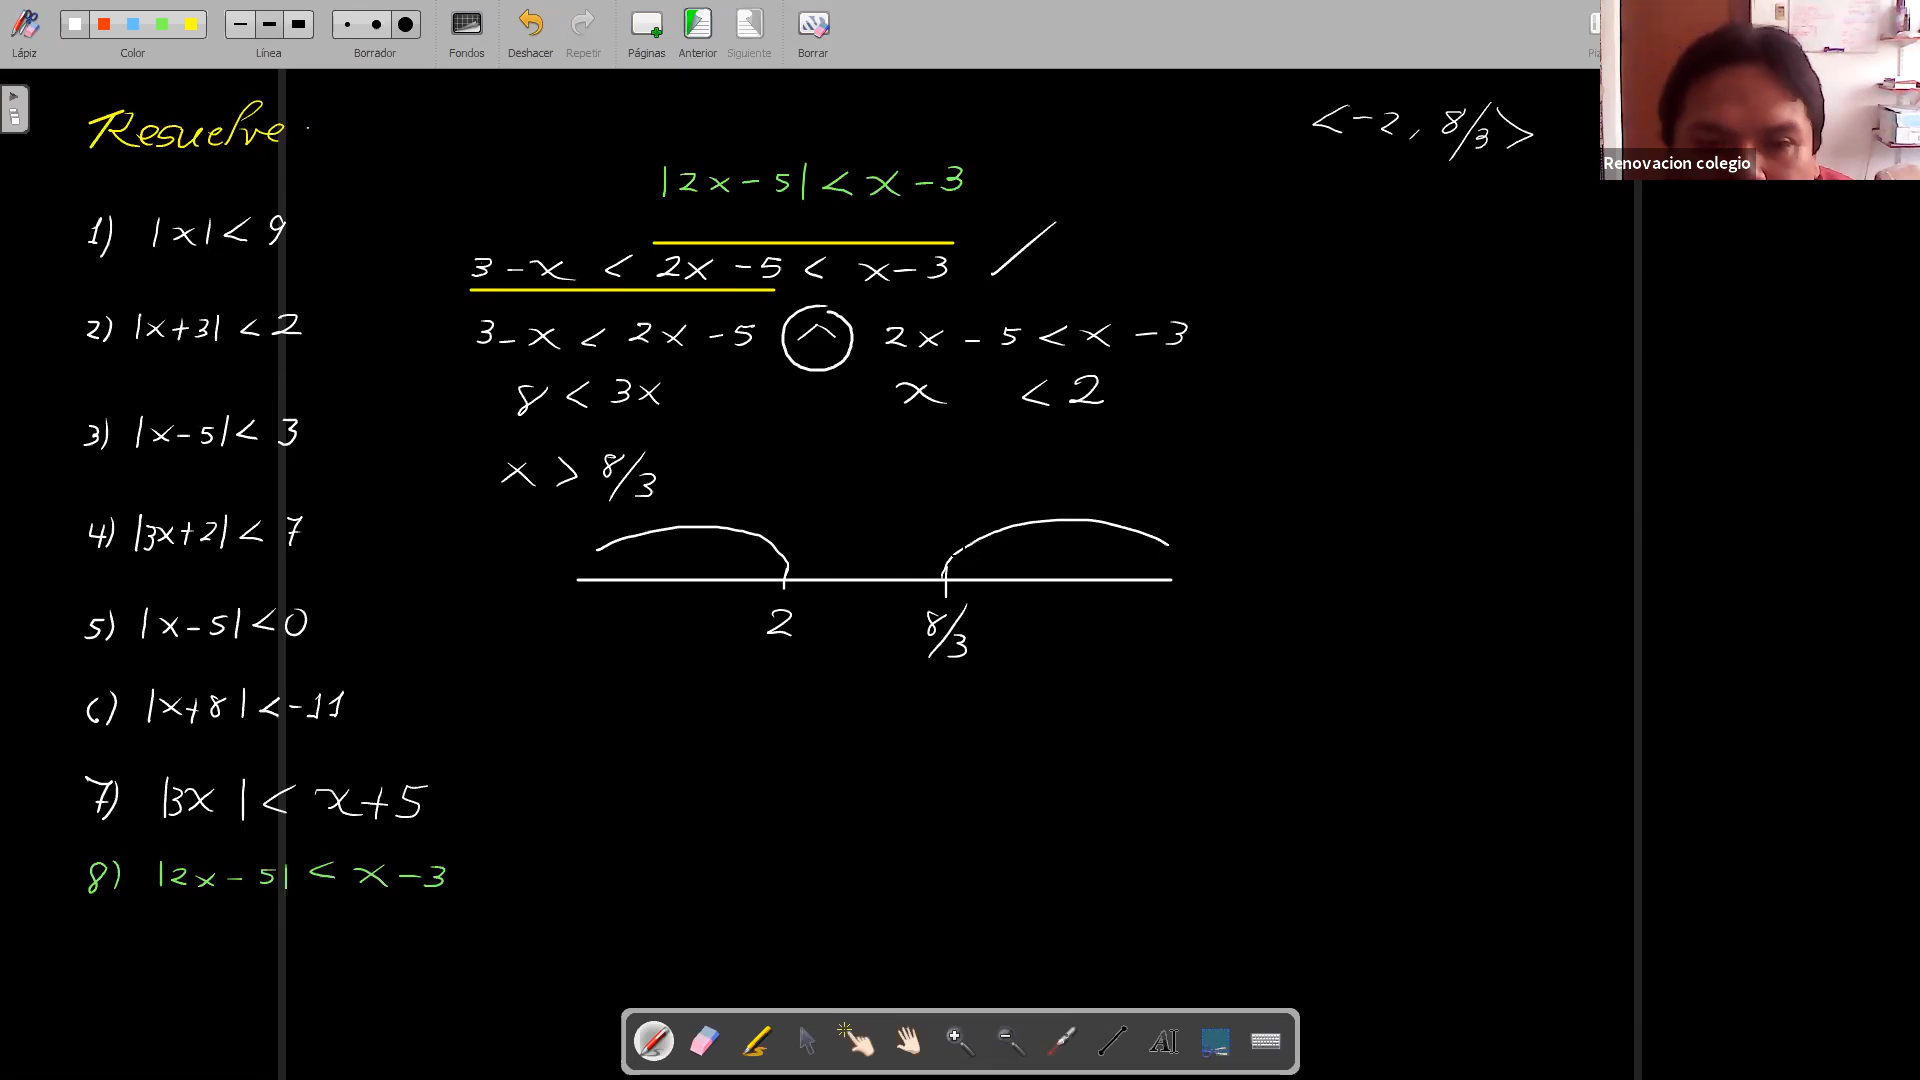 Lápiz Color Línea Borrador Fondos Deshacer Repetir Páginas Anterior Siguiente Borrar
Renovacion colegio
Resuelve
<-2, 8/3>
|2x-5| < x-3
1) |x| < 9
3-x < 2x-5 < x-3
2) |x+3| < 2
3-x < 2x-5 ^ 2x-5 < x-3
8 < 3x x < 2
3) |x-5| < 3
x > 8/3
4) |3x+2| < 7
5) |x-5| < 0
2 8/3
6) |x+8| < -11
7) |3x| < x+5
8) |2x-5| < x-3
AI